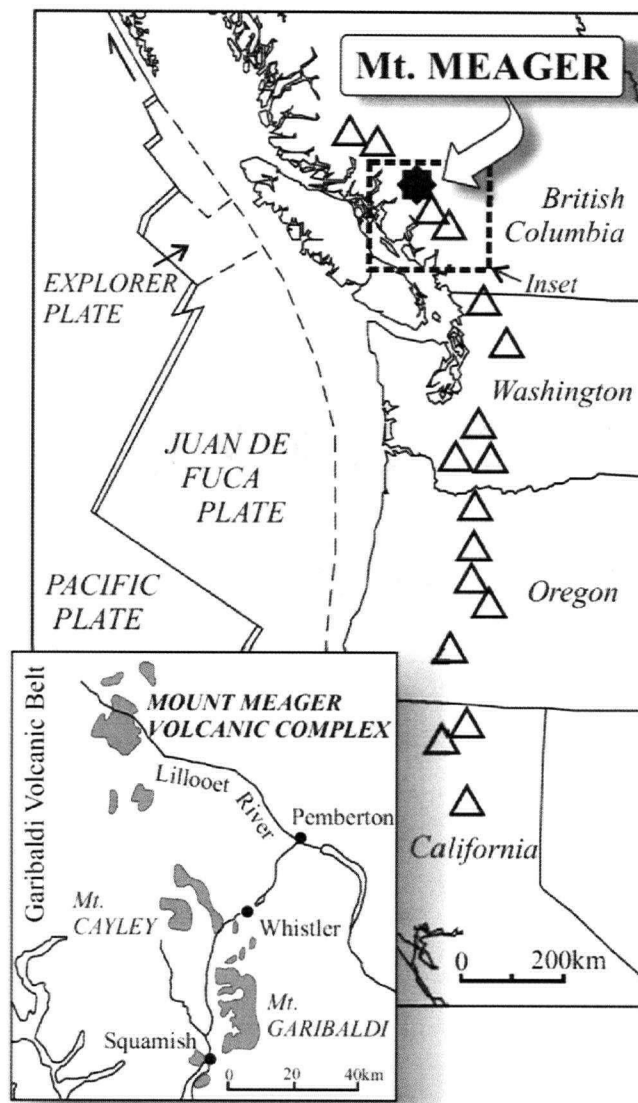 Mt. MEAGER
British
Columbia
Inset
EXPLORER
PLATE
Washington
JUAN DE
FUCA
PLATE
PACIFIC
PLATE
Oregon
California
0 200km
Garibaldi Volcanic Belt
MOUNT MEAGER
VOLCANIC COMPLEX
Lillooet
River
Pemberton
Mt.
CAYLEY
Whistler
Mt.
GARIBALDI
Squamish
0 20 40km